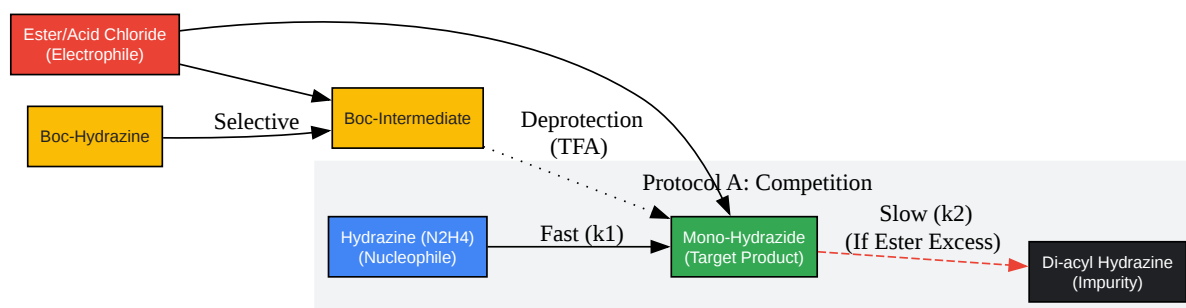 Ester/Acid Chloride
(Electrophile)
Boc-Hydrazine
Selective
Boc-Intermediate
Deprotection
(TFA)
Protocol A: Competition
Hydrazine (N2H4)
(Nucleophile)
Fast (k1)
Mono-Hydrazide
(Target Product)
Slow (k2)
(If Ester Excess)
Di-acyl Hydrazine
(Impurity)